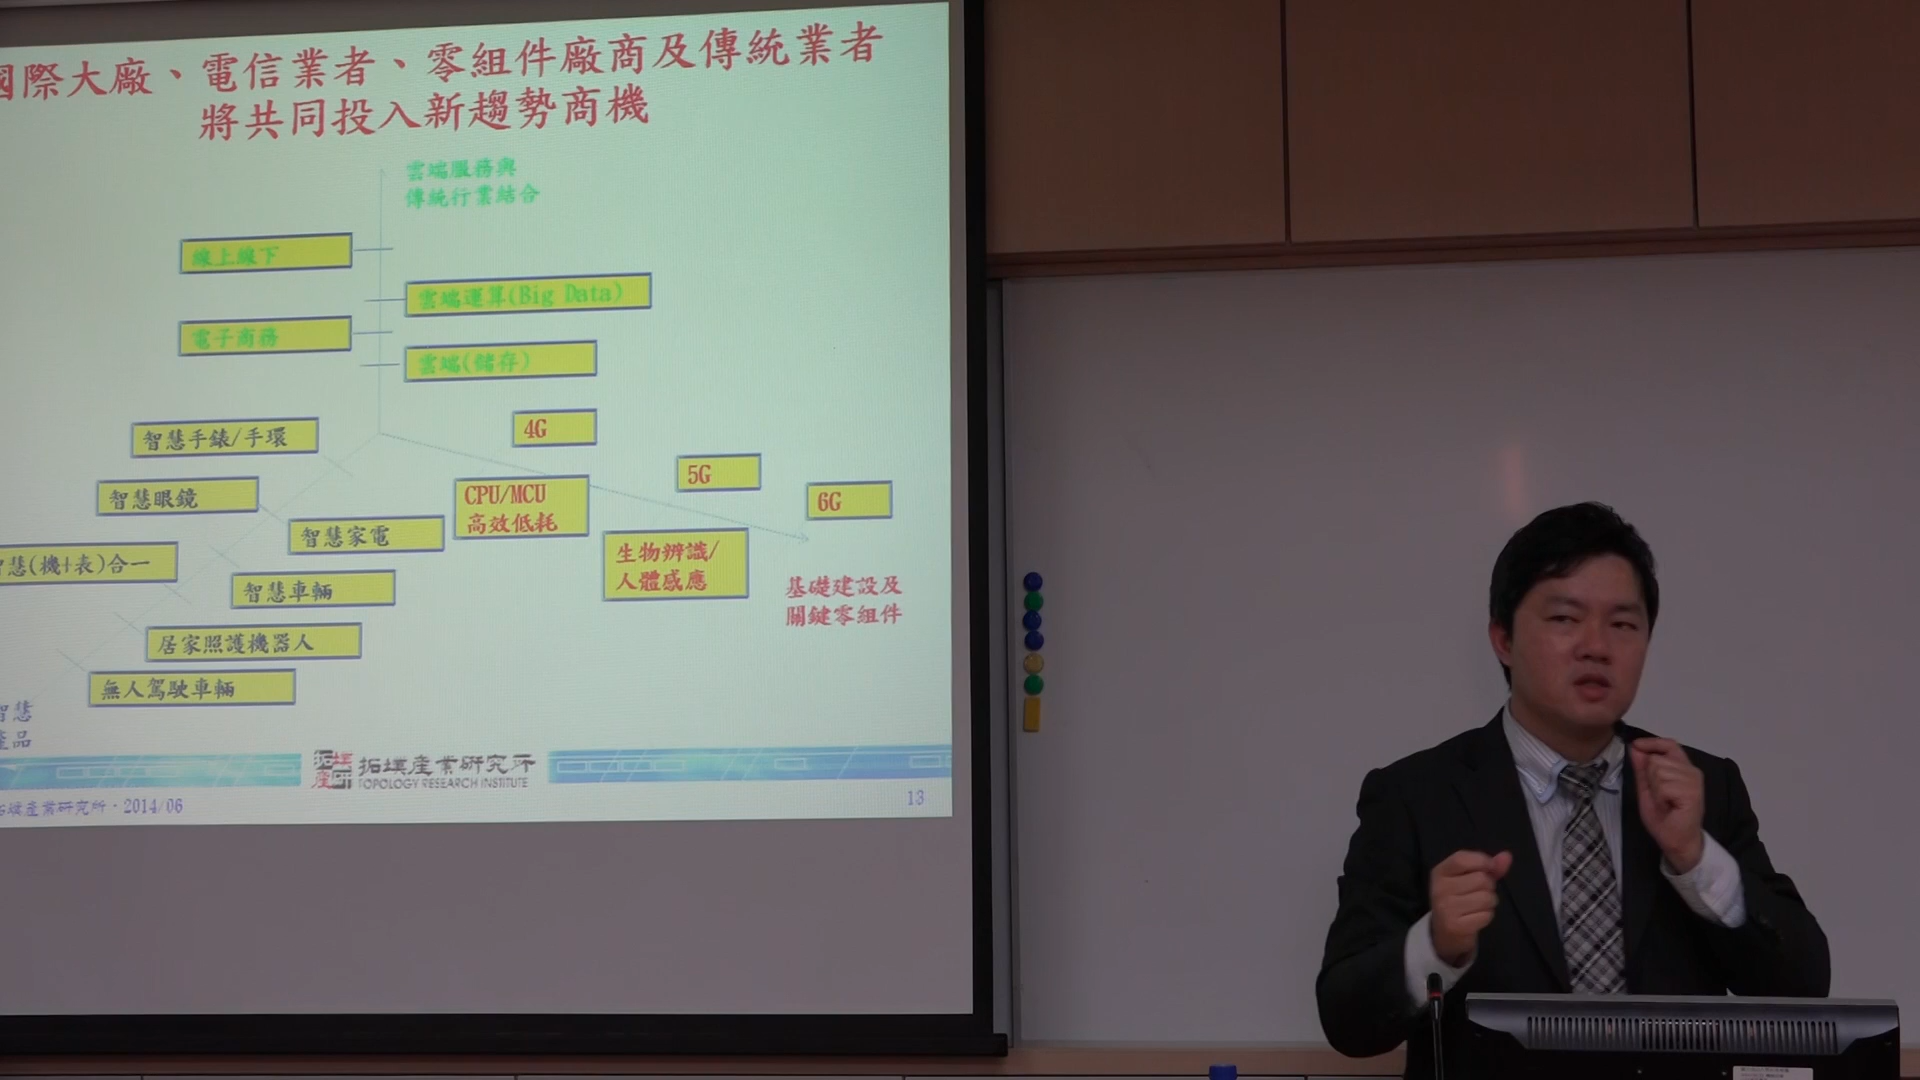 國際大廠、電信業者、零組件廠商及傳統業者
將共同投入新趨勢商機
雲端服務與
傳統行業結合
線上線下
雲端運算(Big Data)
電子商務
雲端(儲存)
智慧手錶/手環
4G
5G
6G
智慧眼鏡
CPU/MCU
高效低耗
智慧家電
生物辨識/
人體感應
智慧(機+表)合一
智慧車輛
基礎建設及
關鍵零組件
居家照護機器人
無人駕駛車輛
智慧
產品
拓墣產業研究所
TOPOLOGY RESEARCH INSTITUTE
拓墣產業研究所·2014/06
13